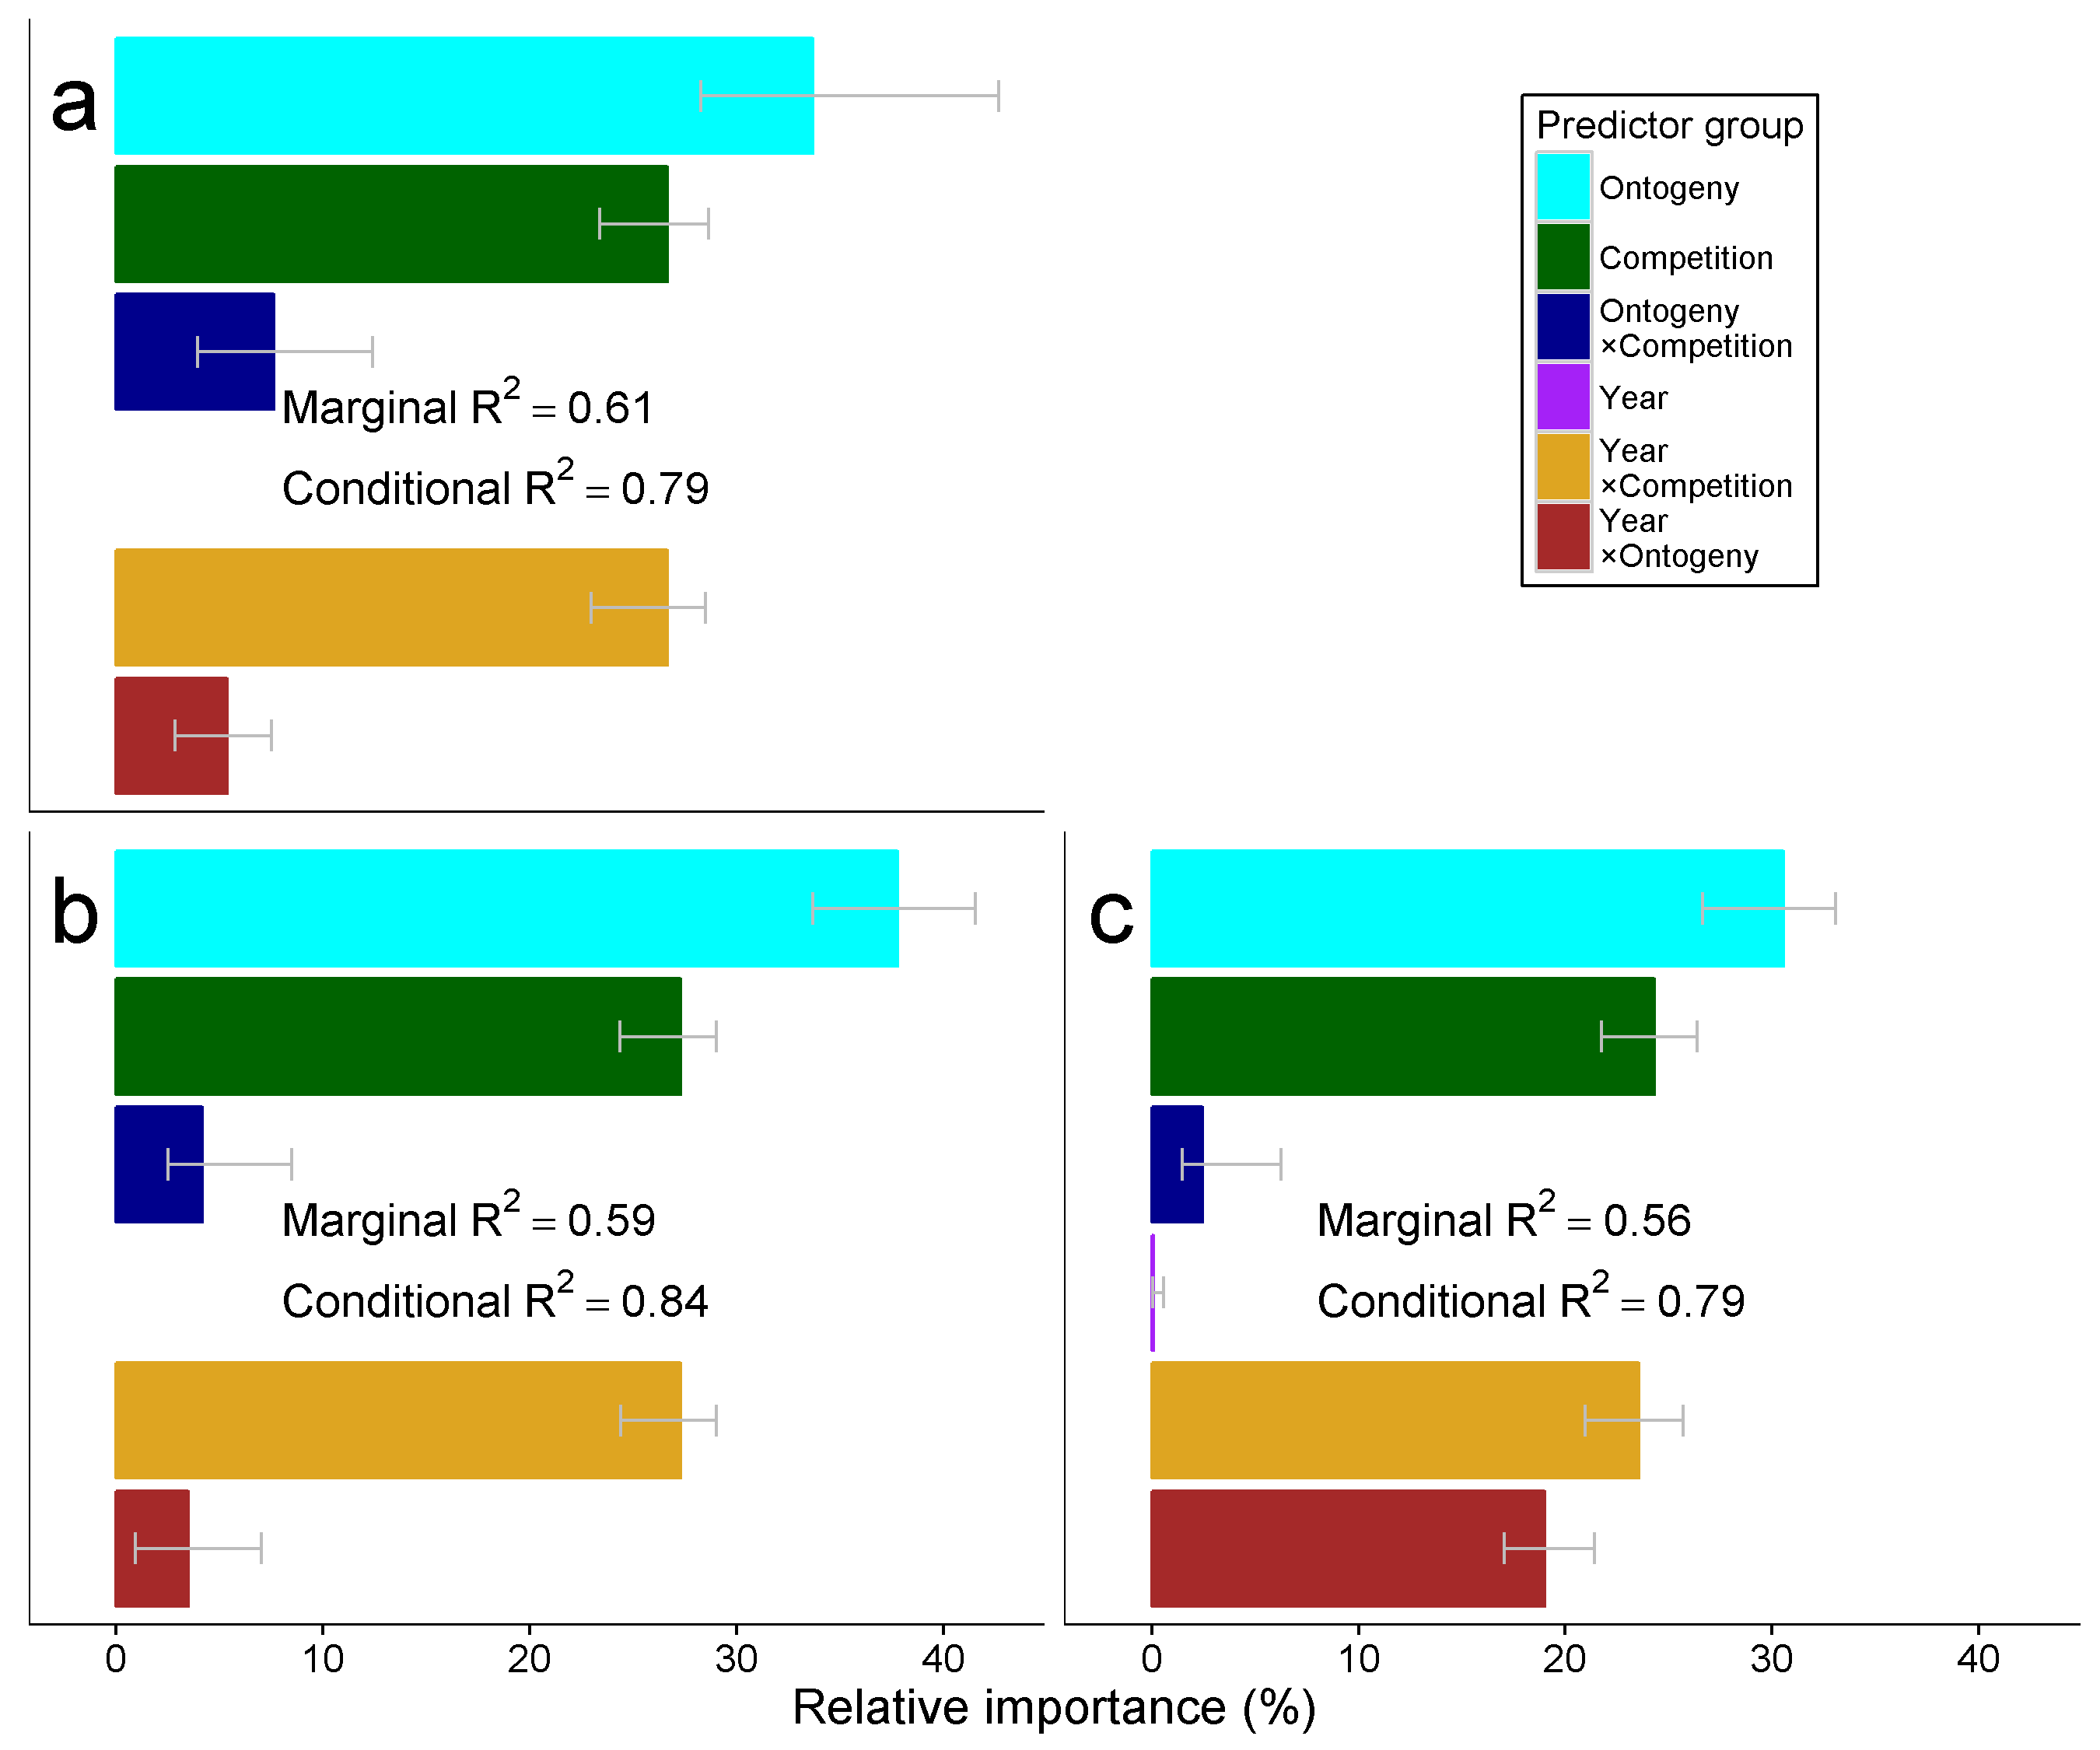 a
Marginal R² = 0.61
Conditional R² = 0.79
Predictor group
Ontogeny
Competition
Ontogeny
×Competition
Year
Year
×Competition
Year
×Ontogeny
b
Marginal R² = 0.59
Conditional R² = 0.84
c
Marginal R² = 0.56
Conditional R² = 0.79
0 10 20 30 40
0 10 20 30 40
Relative importance (%)